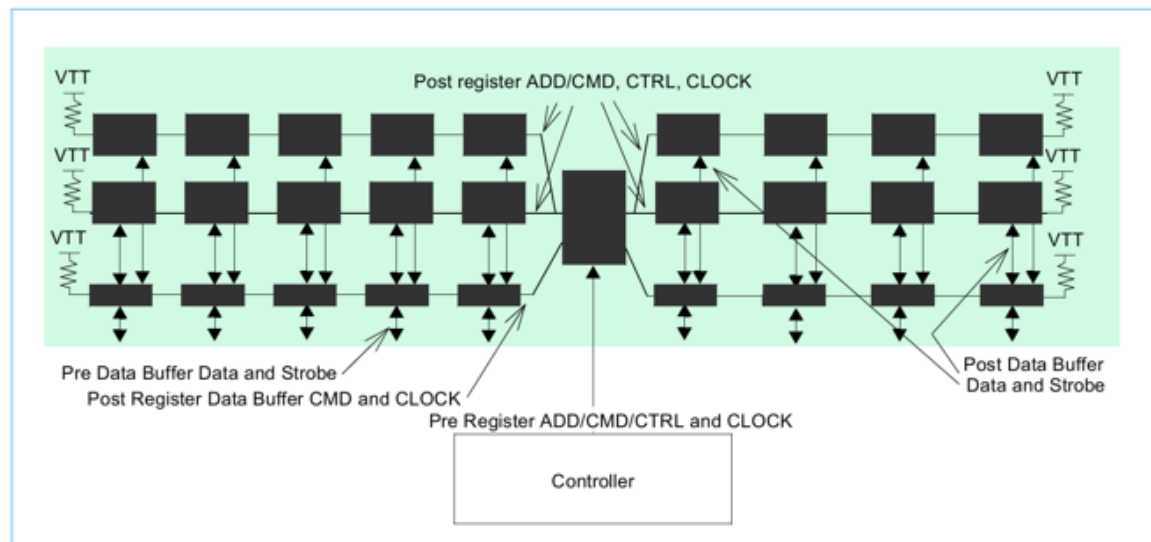 Post register ADD/CMD, CTRL, CLOCK
VTT
VTT
VTT
VTT
VTT
VTT
Pre Data Buffer Data and Strobe
Post Register Data Buffer CMD and CLOCK
Post Data Buffer
Data and Strobe
Pre Register ADD/CMD/CTRL and CLOCK
Controller